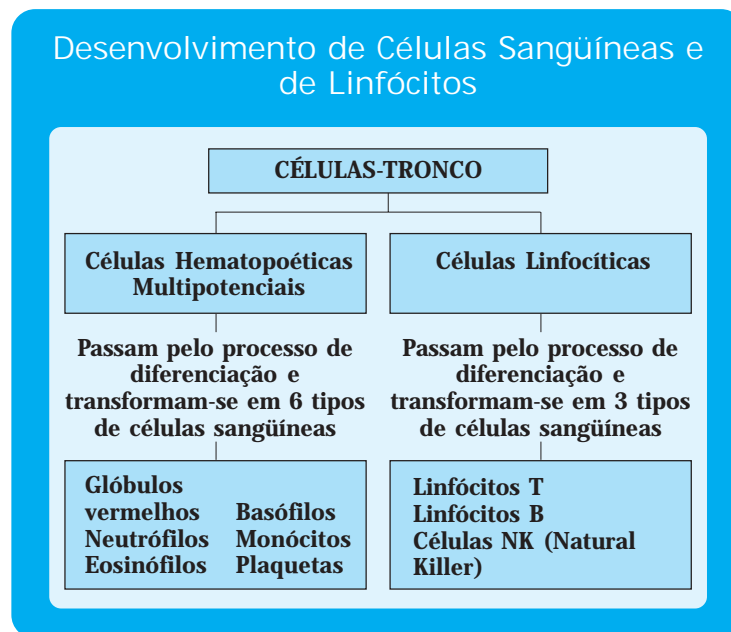 Desenvolvimento de Células Sangüíneas e
de Linfócitos
CÉLULAS-TRONCO
Células Hematopoéticas
Multipotenciais
Células Linfocíticas
Passam pelo processo de
diferenciação e
transformam-se em 6 tipos
de células sangüíneas
Passam pelo processo de
diferenciação e
transformam-se em 3 tipos
de células sangüíneas
Glóbulos
vermelhos
Neutrófilos
Eosinófilos
Basófilos
Monócitos
Plaquetas
Linfócitos T
Linfócitos B
Células NK (Natural
Killer)